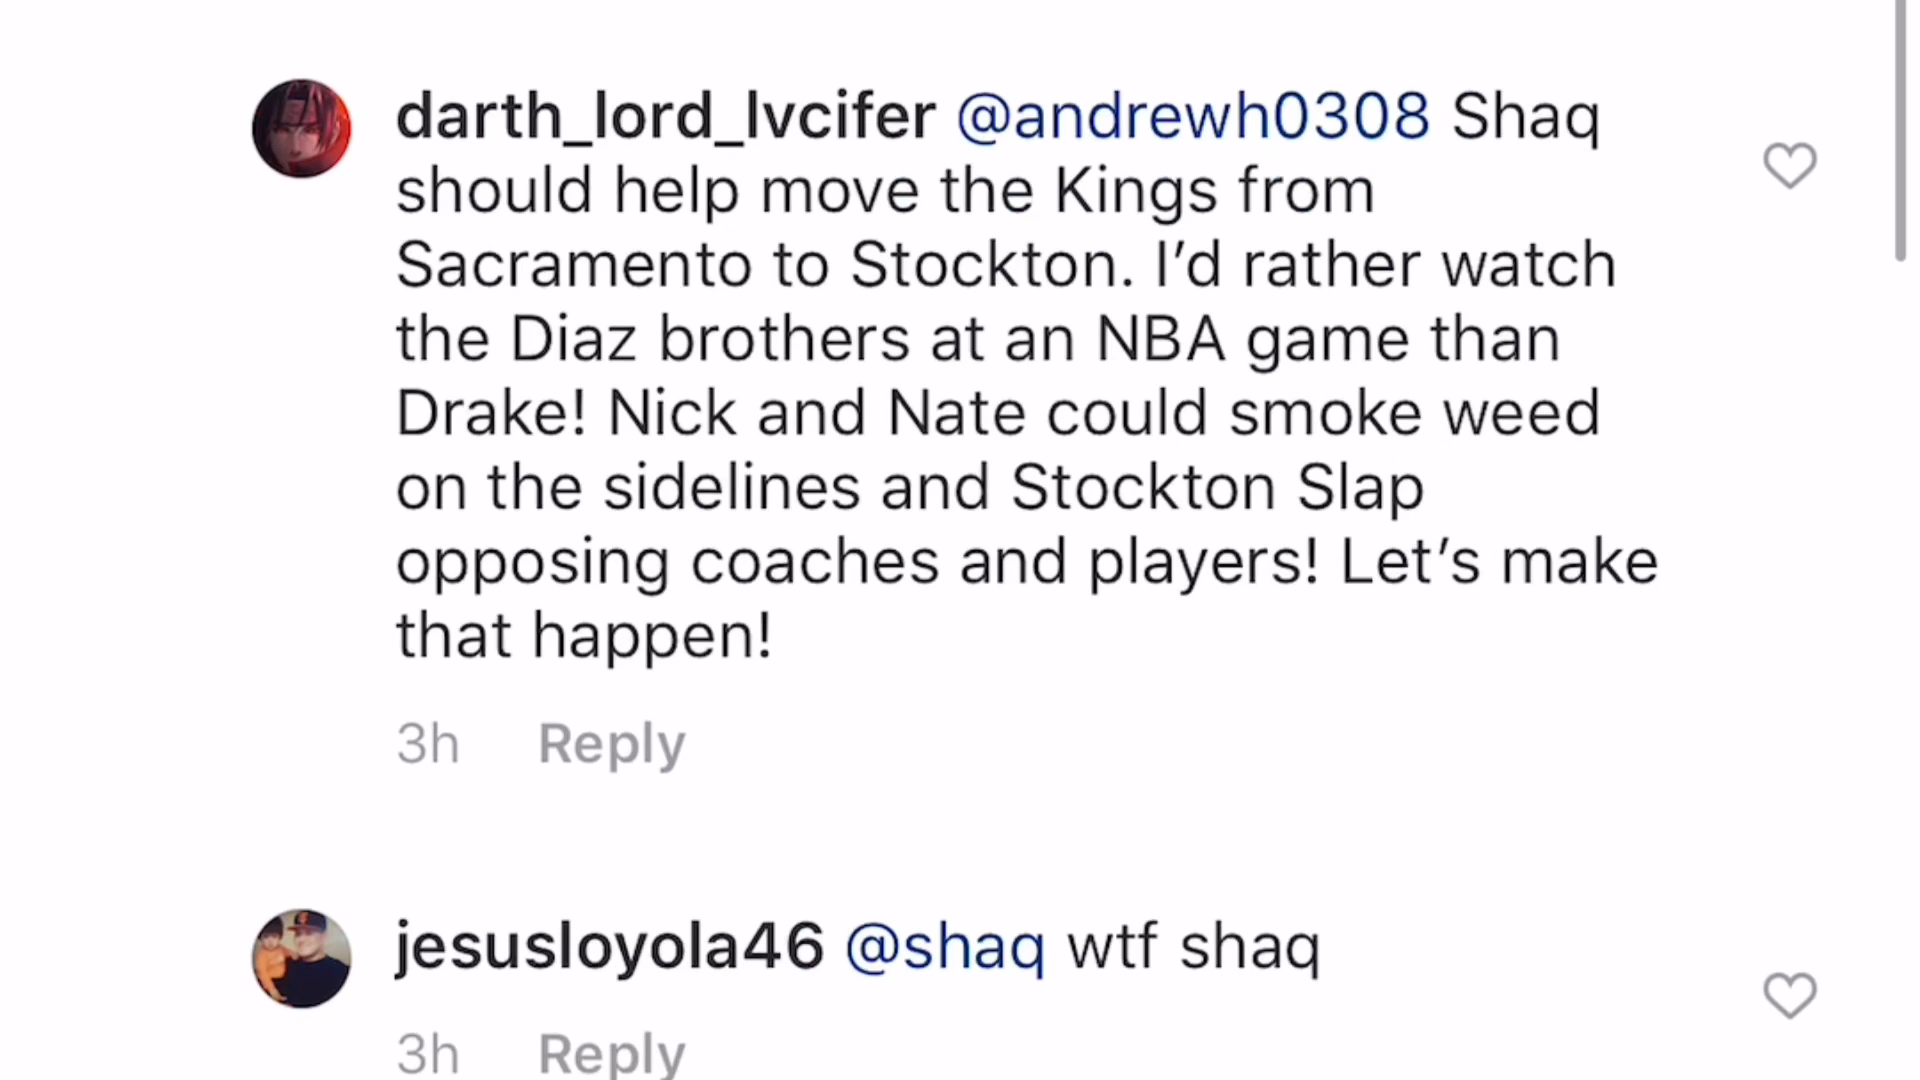 darth_lord_lvcifer @andrewh0308 Shaq
should help move the Kings from
Sacramento to Stockton. I’d rather watch
the Diaz brothers at an NBA game than
Drake! Nick and Nate could smoke weed
on the sidelines and Stockton Slap
opposing coaches and players! Let’s make
that happen!
3h Reply
jesusloyola46 @shaq wtf shaq
3h Reply